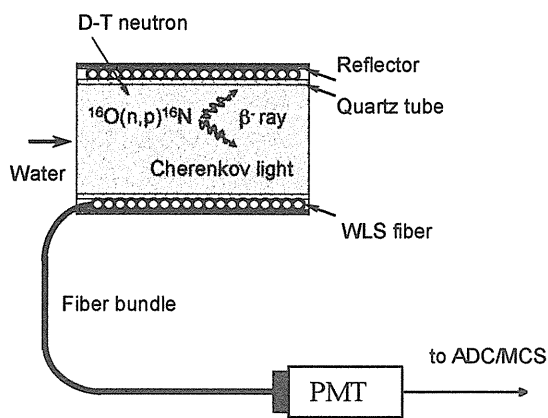 D-T neutron
Reflector
Quartz tube
¹⁶O(n,p)¹⁶N
β⁻ ray
Water
Cherenkov light
WLS fiber
Fiber bundle
to ADC/MCS
PMT